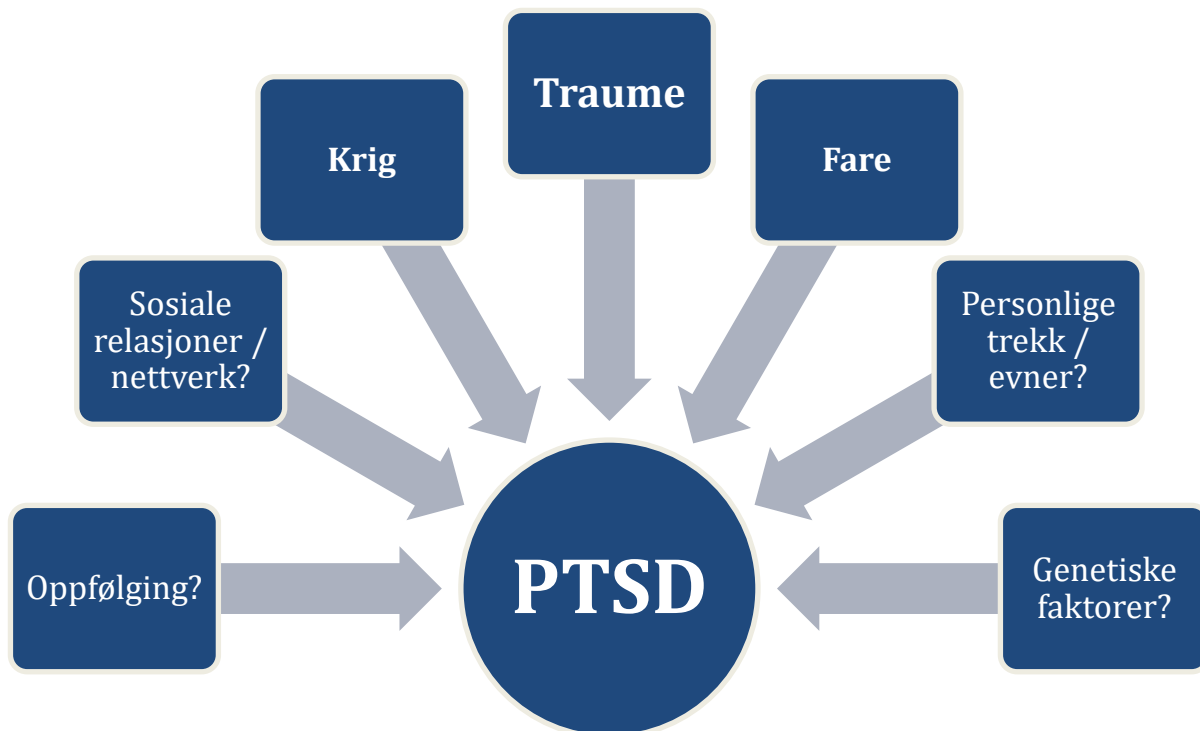 Traume
Krig
Fare
Sosiale
relasjoner /
nettverk?
Personlige
trekk /
evner?
Oppfølging?
PTSD
Genetiske
faktorer?